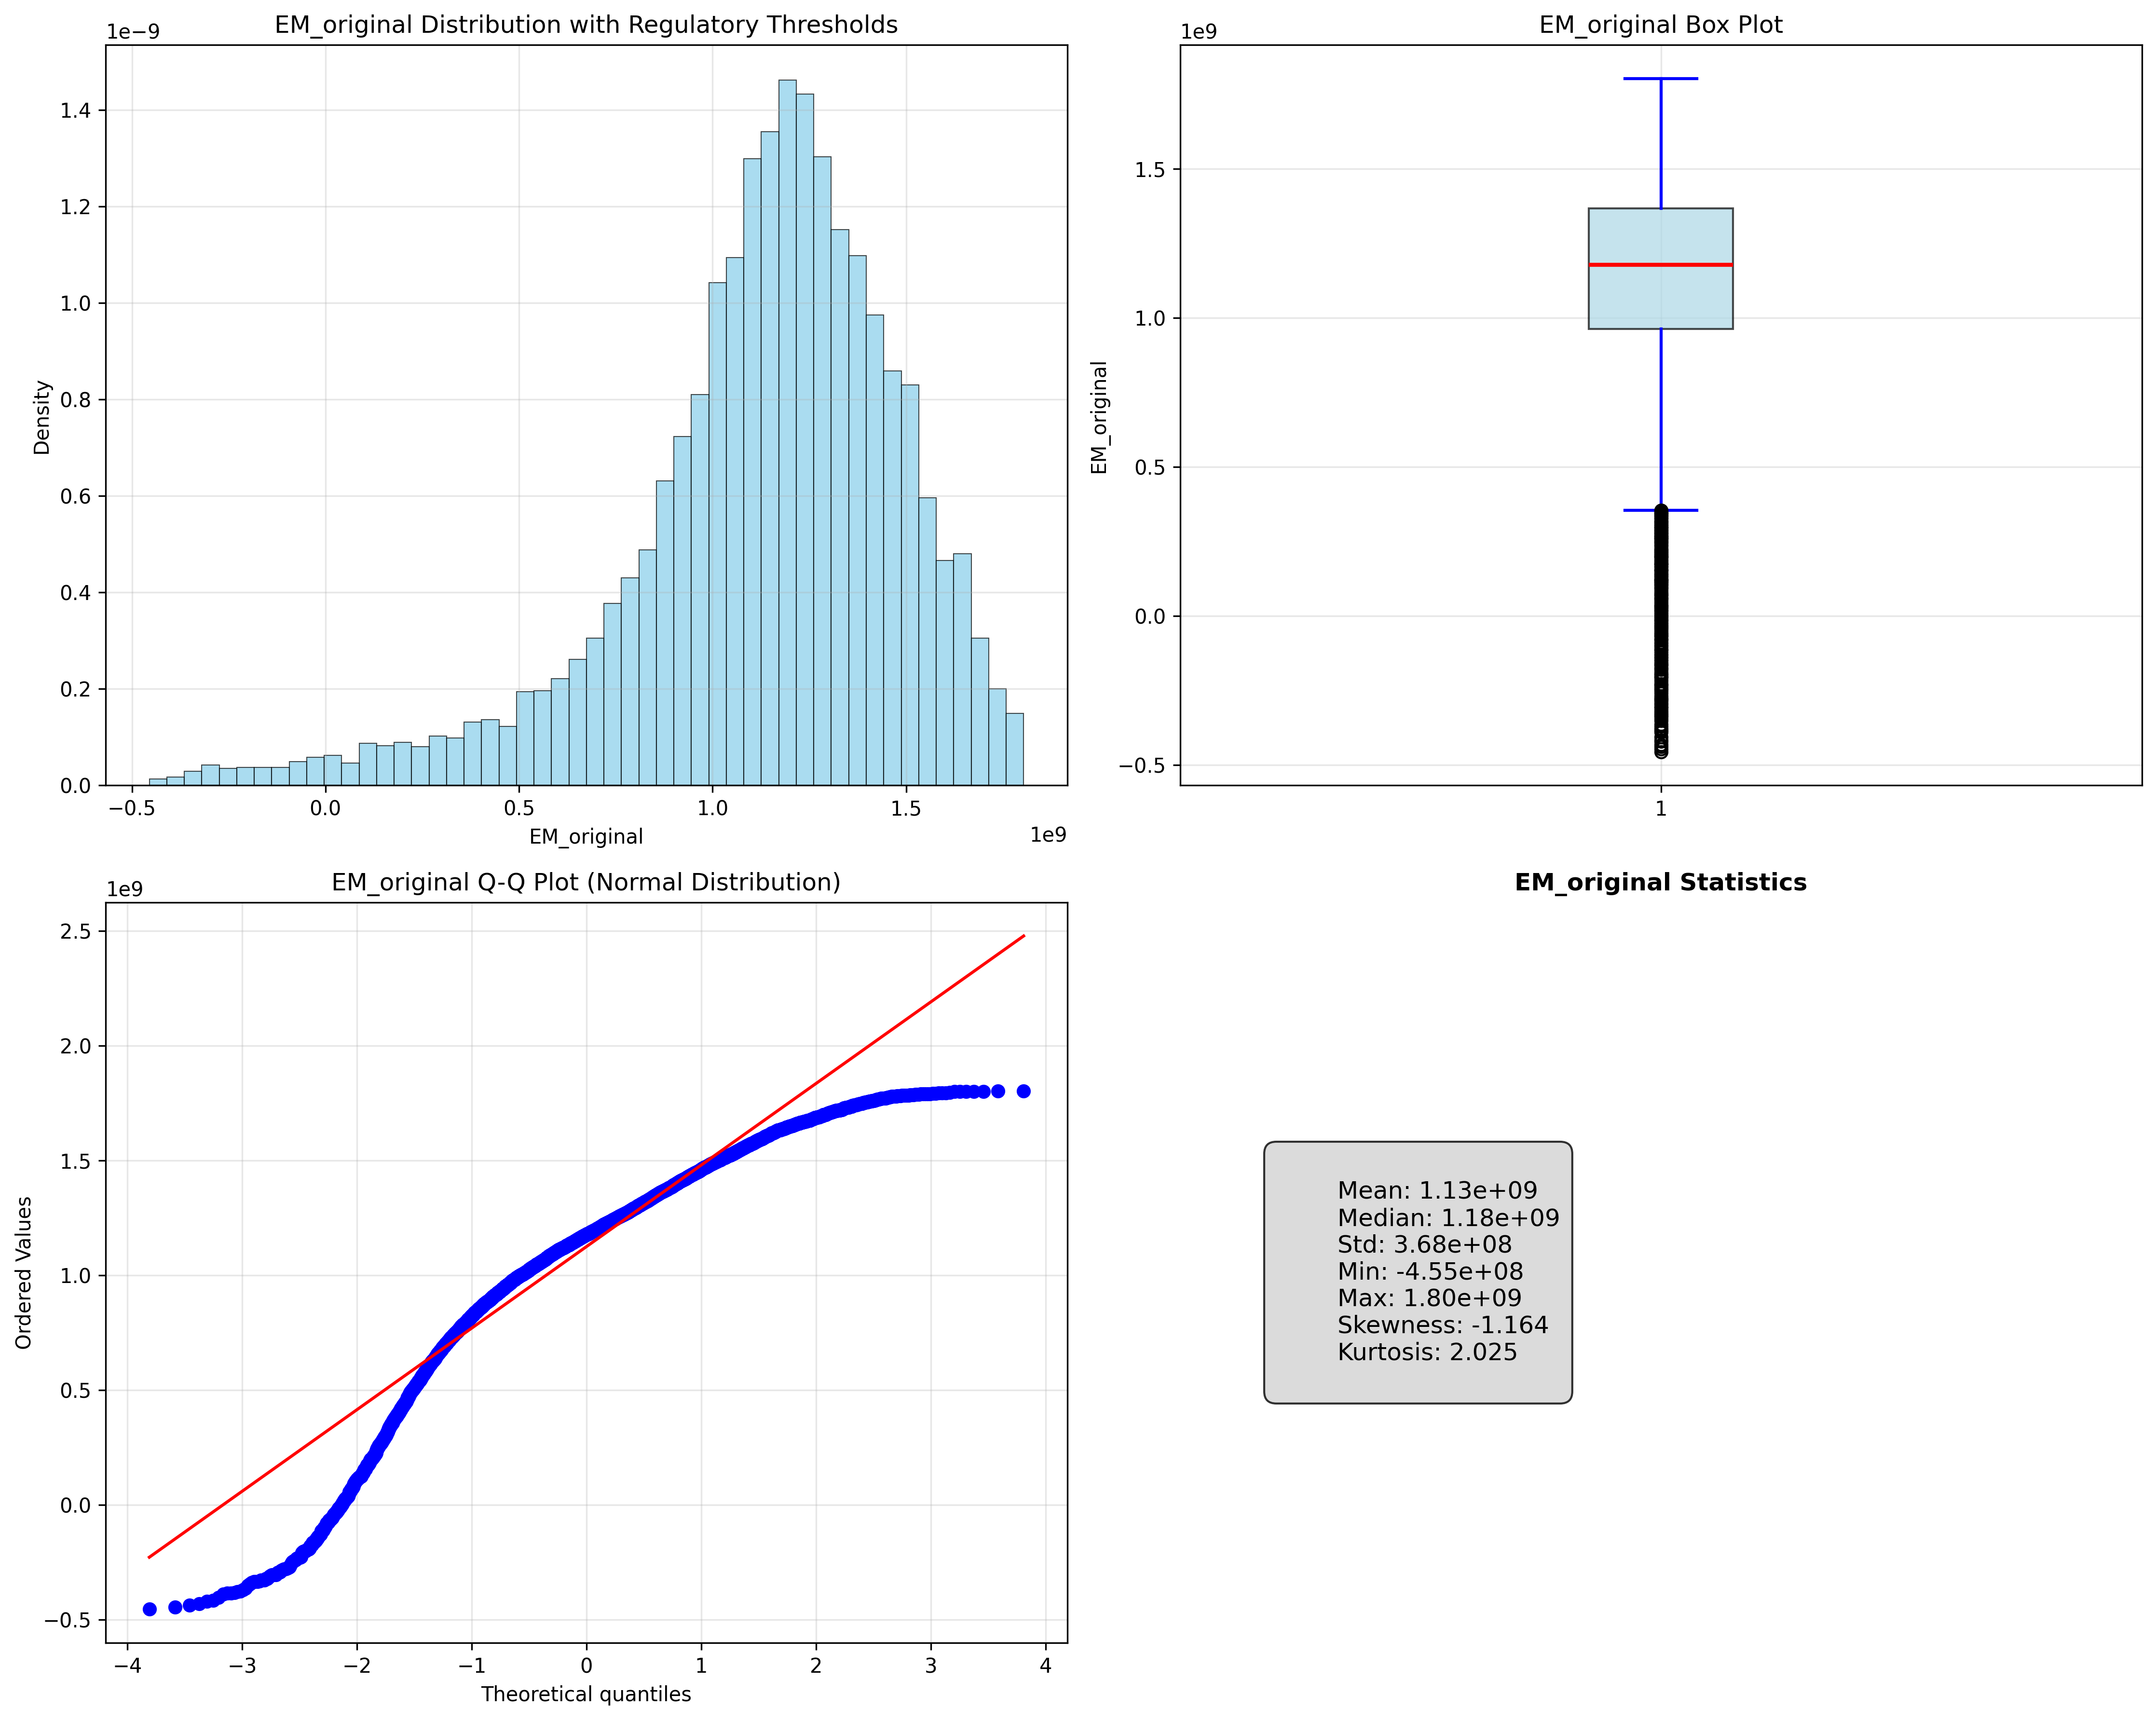 EM_original Distribution with Regulatory Thresholds
1e−9
1.4
1.2
1.0
0.8
0.6
0.4
0.2
0.0
Density
−0.5 0.0 0.5 1.0 1.5
1e9
EM_original
EM_original Box Plot
1e9
1.5
1.0
0.5
0.0
−0.5
EM_original
1
EM_original Q-Q Plot (Normal Distribution)
1e9
2.5
2.0
1.5
1.0
0.5
0.0
−0.5
Ordered Values
−4 −3 −2 −1 0 1 2 3 4
Theoretical quantiles
EM_original Statistics
Mean: 1.13e+09
Median: 1.18e+09
Std: 3.68e+08
Min: -4.55e+08
Max: 1.80e+09
Skewness: -1.164
Kurtosis: 2.025